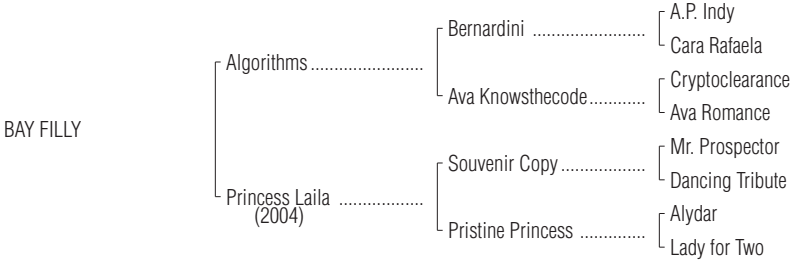 A.P. Indy
Bernardini ........................
Cara Rafaela
Algorithms ........................
Cryptoclearance
Ava Knowsthecode ............
Ava Romance
BAY FILLY
Mr. Prospector
Souvenir Copy ..................
Dancing Tribute
Princess Laila ..................
(2004)
Alydar
Pristine Princess ..............
Lady for Two